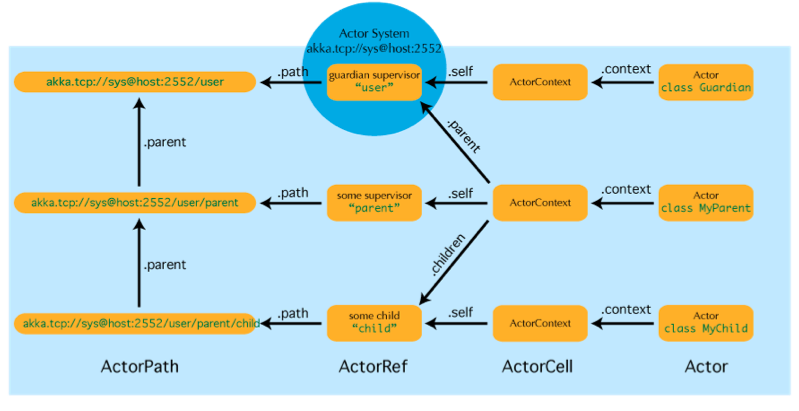 Actor System
akka.tcp://sys@host:2552
akka.tcp://sys@host:2552/user
.path
guardian supervisor
“user”
.self
ActorContext
.context
Actor
class Guardian
.parent
.parent
akka.tcp://sys@host:2552/user/parent
.path
some supervisor
“parent”
.self
ActorContext
.context
Actor
class MyParent
.parent
.children
akka.tcp://sys@host:2552/user/parent/child
.path
some child
“child”
.self
ActorContext
.context
Actor
class MyChild
ActorPath
ActorRef
ActorCell
Actor